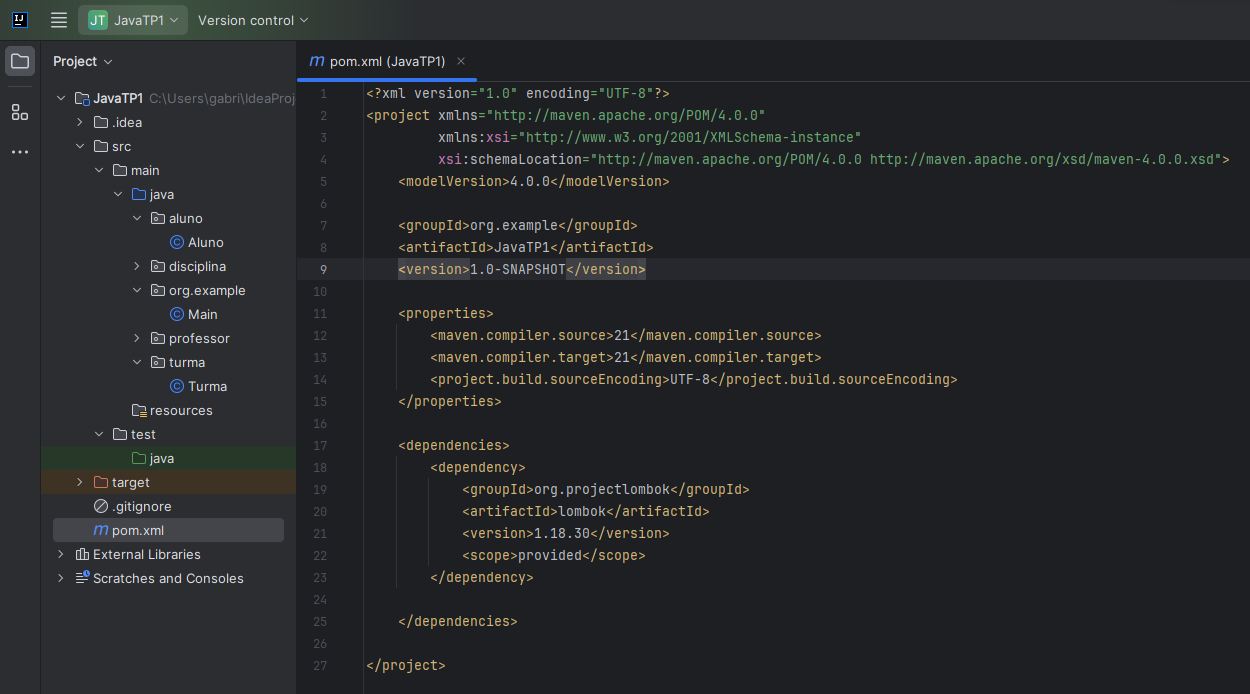 IJ
JT JavaTP1 Version control
Project
JavaTP1 C:\Users\gabri\IdeaProj
.idea
src
main
java
aluno
Aluno
disciplina
org.example
Main
professor
turma
Turma
resources
test
java
target
.gitignore
pom.xml
External Libraries
Scratches and Consoles
pom.xml (JavaTP1)
1 <?xml version="1.0" encoding="UTF-8"?>
2 <project xmlns="http://maven.apache.org/POM/4.0.0"
3 xmlns:xsi="http://www.w3.org/2001/XMLSchema-instance"
4 xsi:schemaLocation="http://maven.apache.org/POM/4.0.0 http://maven.apache.org/xsd/maven-4.0.0.xsd">
5 <modelVersion>4.0.0</modelVersion>
6
7 <groupId>org.example</groupId>
8 <artifactId>JavaTP1</artifactId>
9 <version>1.0-SNAPSHOT</version>
10
11 <properties>
12 <maven.compiler.source>21</maven.compiler.source>
13 <maven.compiler.target>21</maven.compiler.target>
14 <project.build.sourceEncoding>UTF-8</project.build.sourceEncoding>
15 </properties>
16
17 <dependencies>
18 <dependency>
19 <groupId>org.projectlombok</groupId>
20 <artifactId>lombok</artifactId>
21 <version>1.18.30</version>
22 <scope>provided</scope>
23 </dependency>
24
25 </dependencies>
26
27 </project>